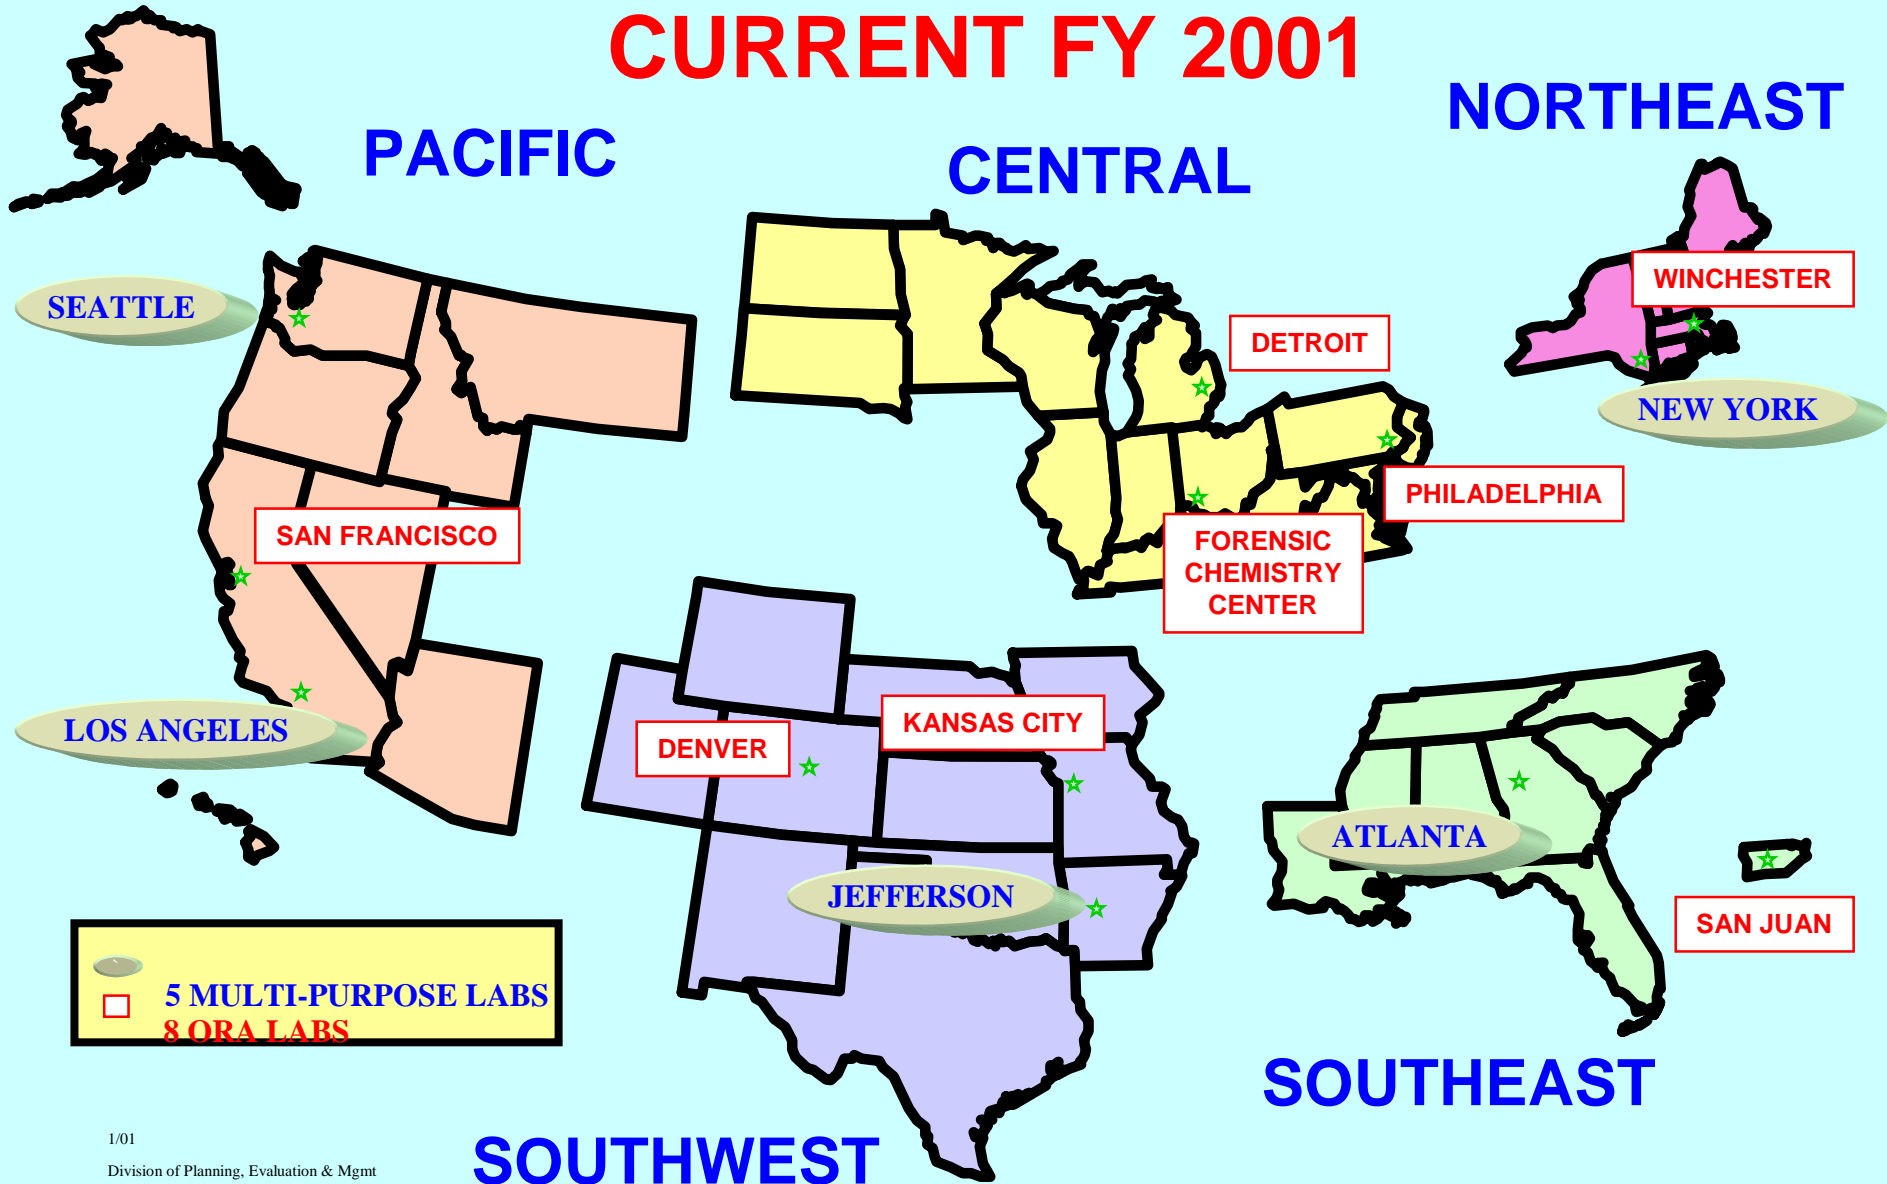 CURRENT FY 2001
NORTHEAST
PACIFIC
CENTRAL
WINCHESTER
SEATTLE
DETROIT
NEW YORK
PHILADELPHIA
SAN FRANCISCO
FORENSIC
CHEMISTRY
CENTER
LOS ANGELES
DENVER
KANSAS CITY
ATLANTA
JEFFERSON
SAN JUAN
5 MULTI-PURPOSE LABS
8 ORA LABS
SOUTHEAST
SOUTHWEST
1/01
Division of Planning, Evaluation & Mgmt